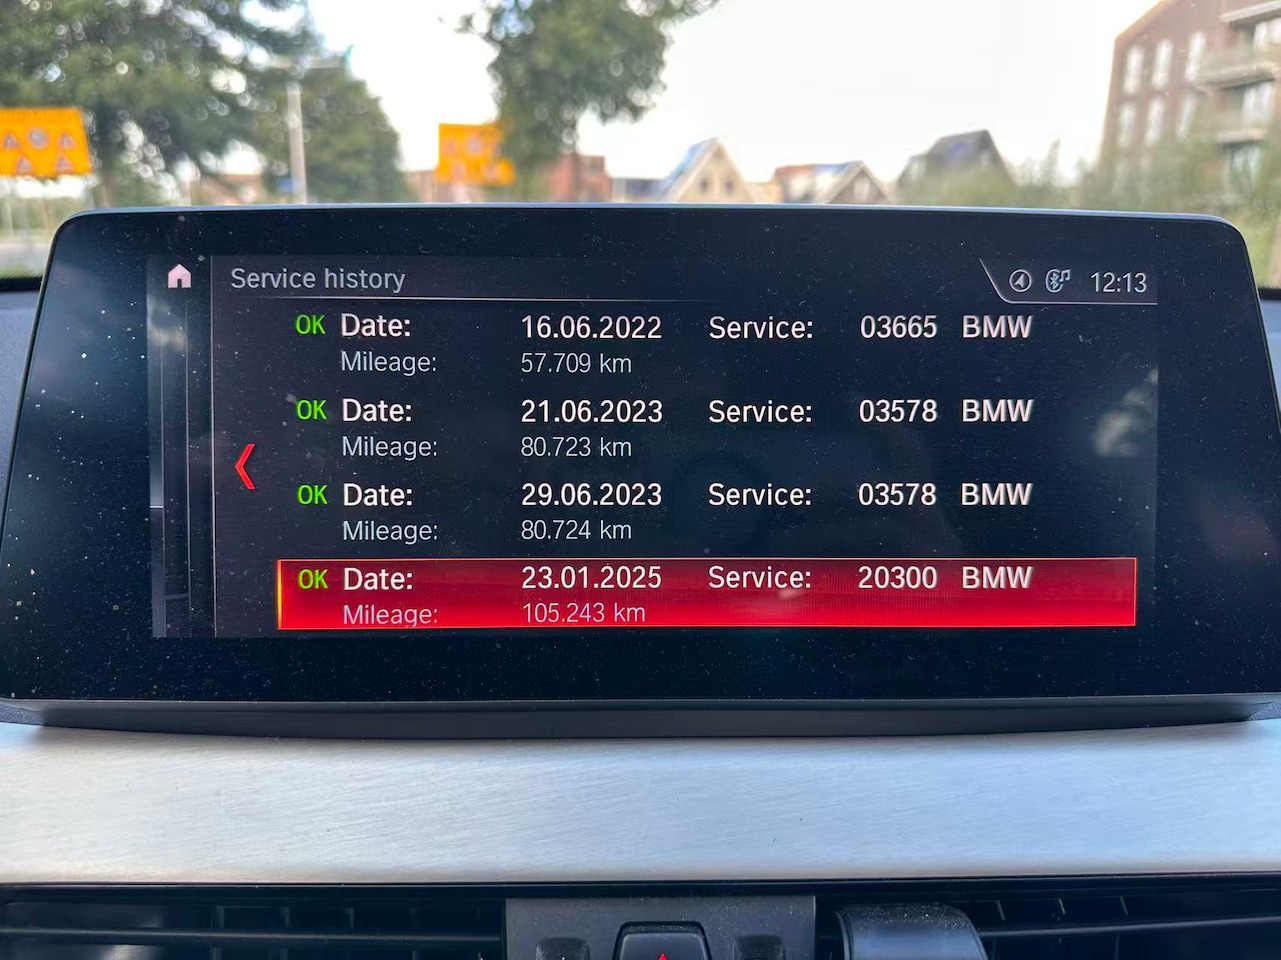 Service history
12:13
OK Date: 16.06.2022 Service: 03665 BMW
Mileage: 57.709 km
OK Date: 21.06.2023 Service: 03578 BMW
Mileage: 80.723 km
OK Date: 29.06.2023 Service: 03578 BMW
Mileage: 80.724 km
OK Date: 23.01.2025 Service: 20300 BMW
Mileage: 105.243 km